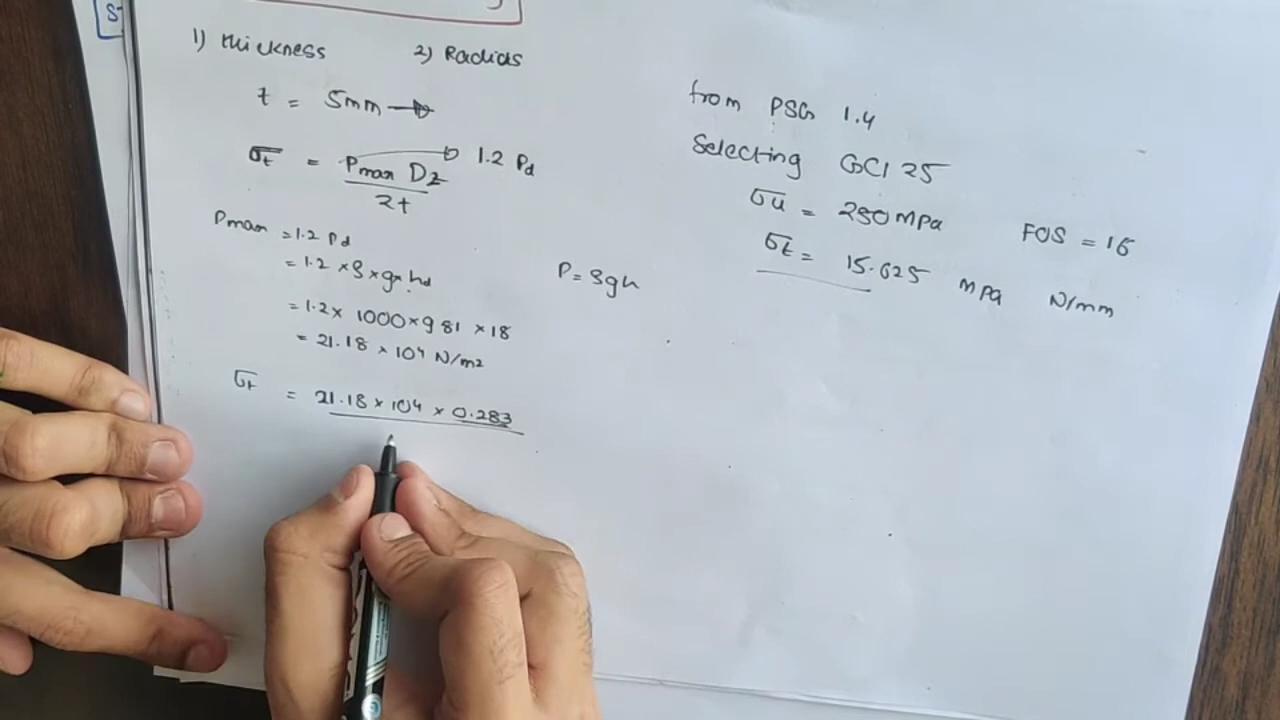 1) thickness 2) Radius
t = 5mm →
σt = Pmax D2 / 2t → 1.2 Pd
Pmax = 1.2 Pd
= 1.2 × ρ × g × hd
= 1.2 × 1000 × 9 81 × 18
= 21.18 × 10⁴ N/m²
σt = 21.18 × 10⁴ × 0.283
P = ρgh
from PSG 1.4
Selecting GCI 25
σu = 250 mpa FOS = 16
σt = 15.625 mpa N/mm